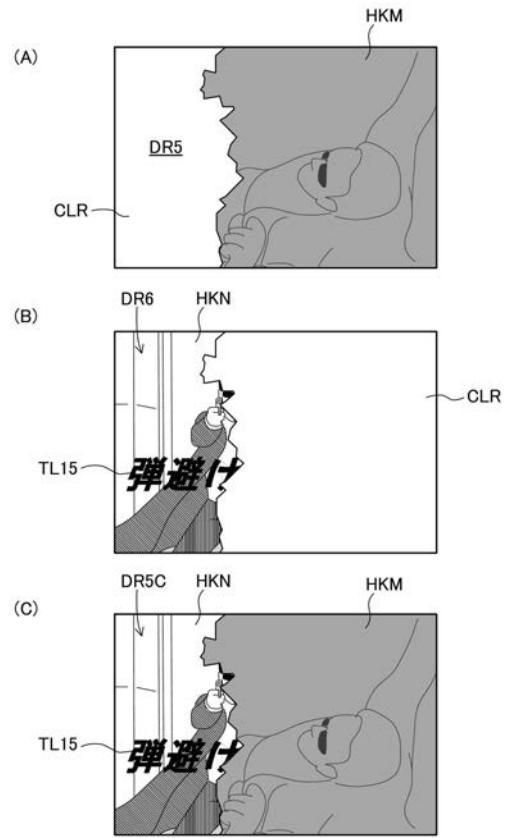 (A)
HKM
DR5
CLR
(B)
DR6
HKN
CLR
TL15
弾避け
(C)
DR5C
HKN
HKM
TL15
弾避け